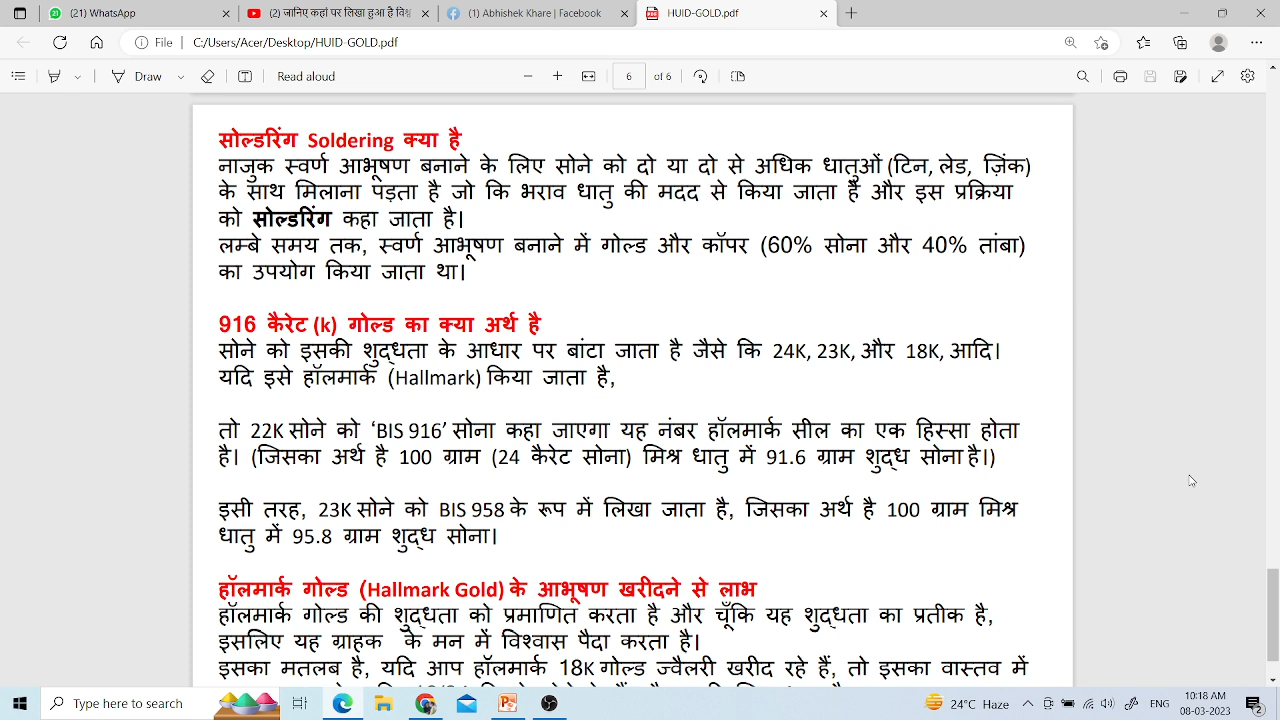 (21) WhatsApp
(2) जानिए कहाँ पर लिखा हुआ है विश्व
(1) Abhishek Khare | Facebook
HUID-GOLD.pdf
File C:/Users/Acer/Desktop/HUID-GOLD.pdf
Draw Read aloud 6 of 6
सोल्डरिंग Soldering क्या है
नाजुक स्वर्ण आभूषण बनाने के लिए सोने को दो या दो से अधिक धातुओं (टिन, लेड, ज़िंक)
के साथ मिलाना पड़ता है जो कि भराव धातु की मदद से किया जाता है और इस प्रक्रिया
को सोल्डरिंग कहा जाता है।
लम्बे समय तक, स्वर्ण आभूषण बनाने में गोल्ड और कॉपर (60% सोना और 40% तांबा)
का उपयोग किया जाता था।
916 कैरेट (k) गोल्ड का क्या अर्थ है
सोने को इसकी शुद्धता के आधार पर बांटा जाता है जैसे कि 24K, 23K, और 18K, आदि।
यदि इसे हॉलमार्क (Hallmark) किया जाता है,
तो 22K सोने को ‘BIS 916’ सोना कहा जाएगा यह नंबर हॉलमार्क सील का एक हिस्सा होता
है। (जिसका अर्थ है 100 ग्राम (24 कैरेट सोना) मिश्र धातु में 91.6 ग्राम शुद्ध सोना है।)
इसी तरह, 23K सोने को BIS 958 के रूप में लिखा जाता है, जिसका अर्थ है 100 ग्राम मिश्र
धातु में 95.8 ग्राम शुद्ध सोना।
हॉलमार्क गोल्ड (Hallmark Gold) के आभूषण खरीदने से लाभ
हॉलमार्क गोल्ड की शुद्धता को प्रमाणित करता है और चूँकि यह शुद्धता का प्रतीक है,
इसलिए यह ग्राहक के मन में विश्वास पैदा करता है।
इसका मतलब है, यदि आप हॉलमार्क 18K गोल्ड ज्वैलरी खरीद रहे हैं, तो इसका वास्तव में
Type here to search
24°C Haze
10:18 AM
08-03-2023
2